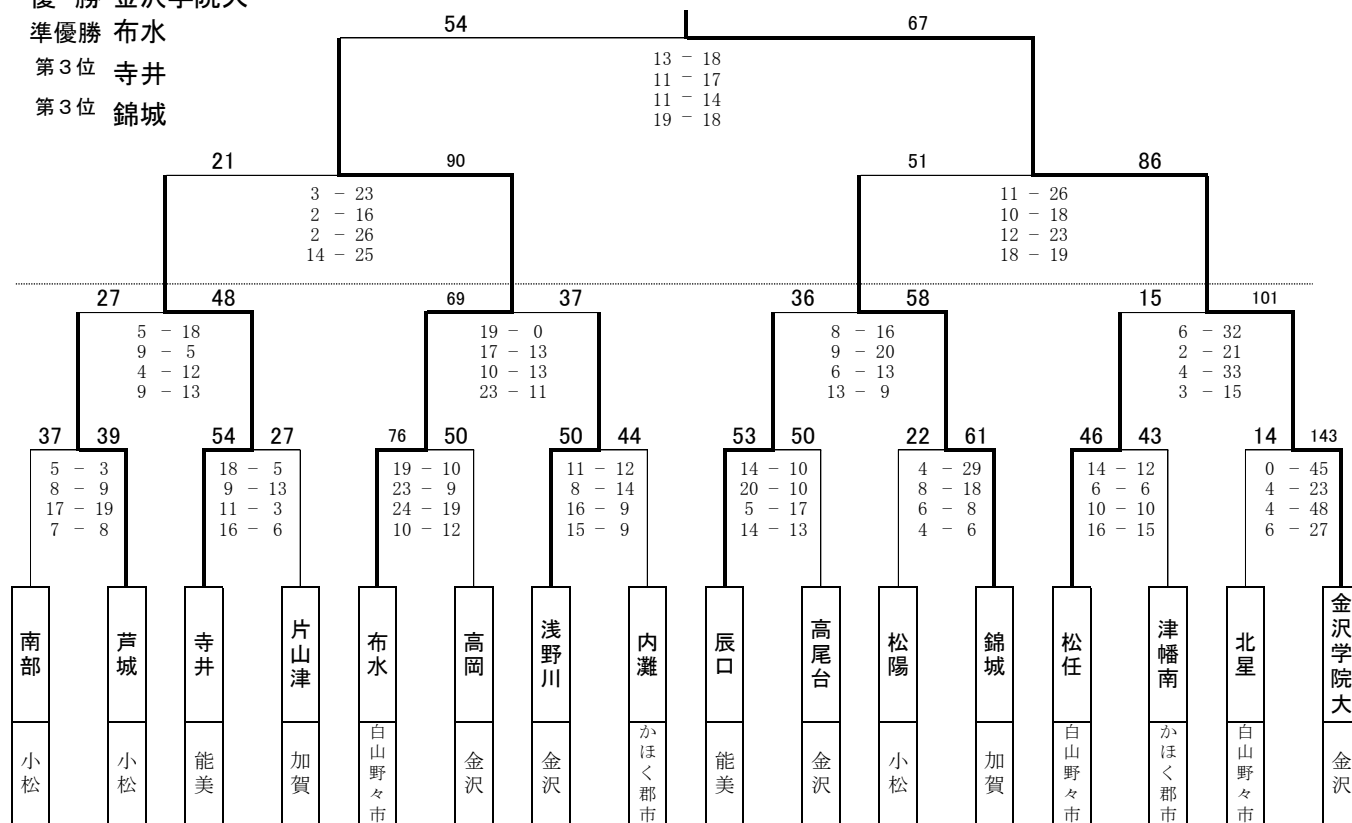 優 勝 金沢学院大
準優勝 布水
第3位 寺井
第3位 錦城
54 67
13 - 18
11 - 17
11 - 14
19 - 18
21 90 51 86
3 - 23 11 - 26
2 - 16 10 - 18
2 - 26 12 - 23
14 - 25 18 - 19
27 48 69 37 36 58 15 101
5 - 18 19 - 0 8 - 16 6 - 32
9 - 5 17 - 13 9 - 20 2 - 21
4 - 12 10 - 13 6 - 13 4 - 33
9 - 13 23 - 11 13 - 9 3 - 15
37 39 54 27 76 50 50 44 53 50 22 61 46 43 14 143
5 - 3 18 - 5 19 - 10 11 - 12 14 - 10 4 - 29 14 - 12 0 - 45
8 - 9 9 - 13 23 - 9 8 - 14 20 - 10 8 - 18 6 - 6 4 - 23
17 - 19 11 - 3 24 - 19 16 - 9 5 - 17 6 - 8 10 - 10 4 - 48
7 - 8 16 - 6 10 - 12 15 - 9 14 - 13 4 - 6 16 - 15 6 - 27
南部 芦城 寺井 片山津 布水 高岡 浅野川 内灘 辰口 高尾台 松陽 錦城 松任 津幡南 北星 金沢学院大
小松 小松 能美 加賀 白山野々市 金沢 金沢 かほく郡市 能美 金沢 小松 加賀 白山野々市 かほく郡市 白山野々市 金沢